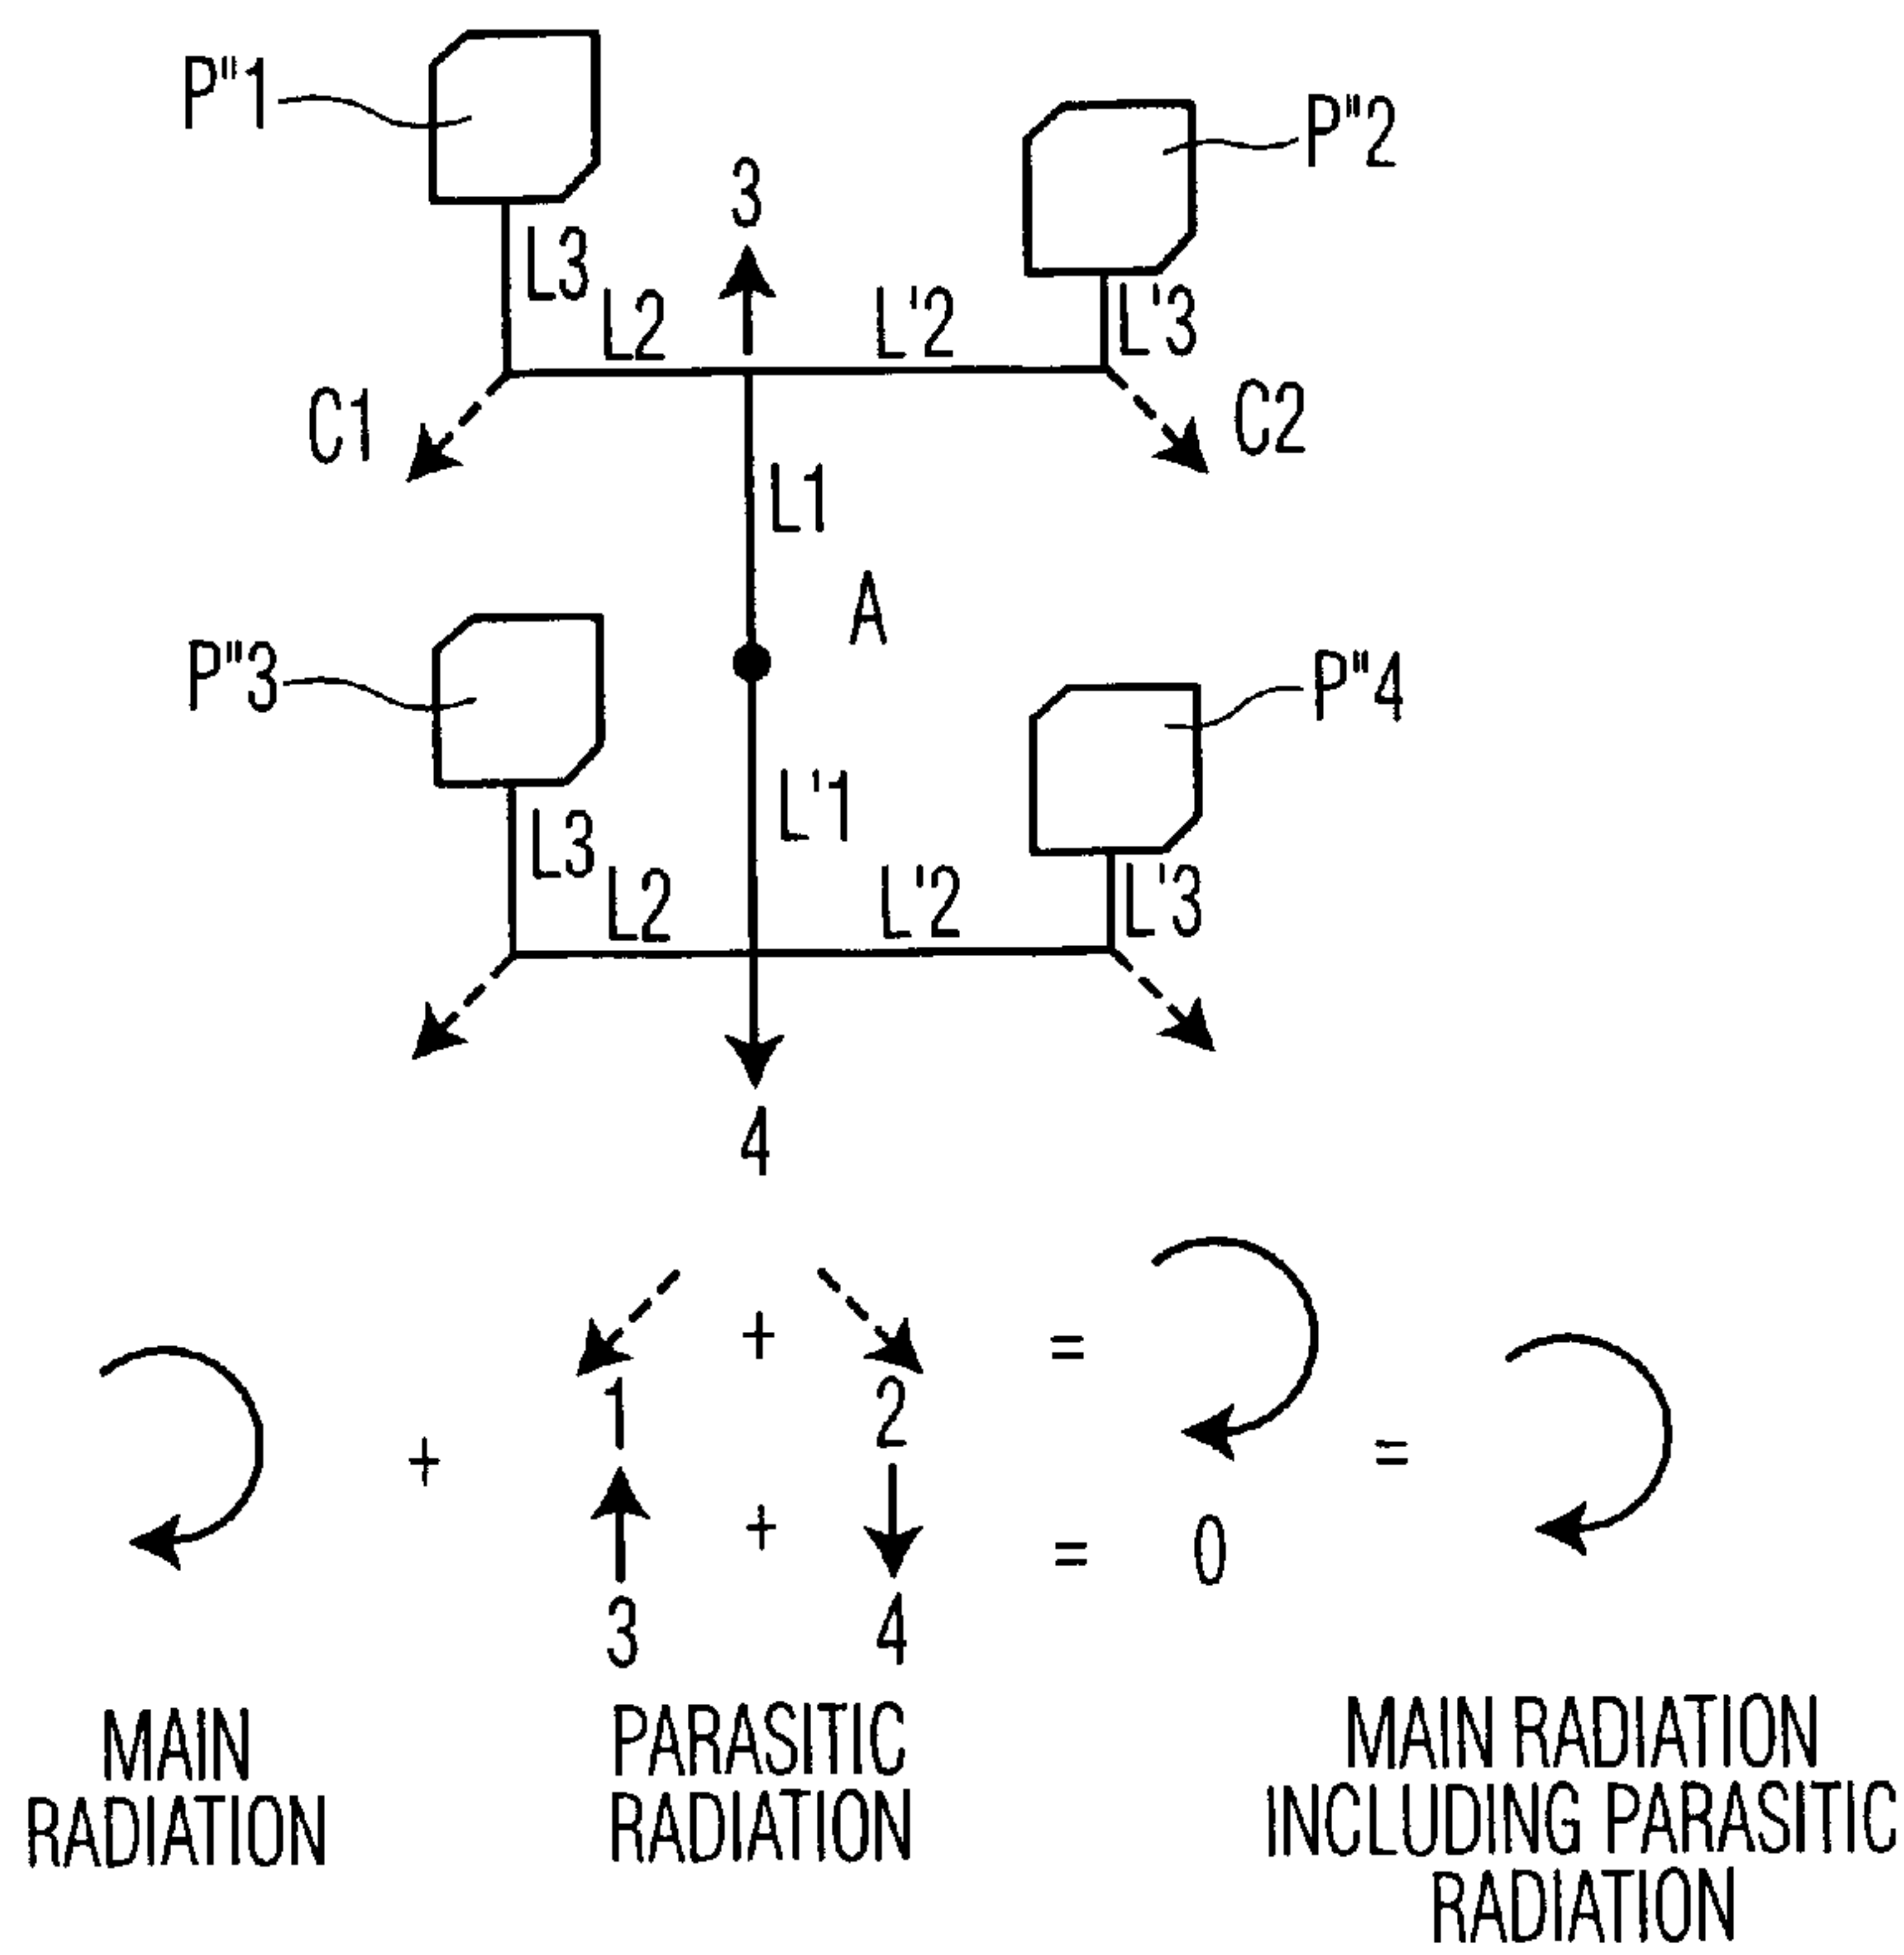 P"1
P"2
3
L3
L2
L'2
L'3
C1
C2
L1
A
P"3
P"4
L'1
L3
L2
L'2
L'3
4
+ =
1 2
+ =
+ = 0
3 4
MAIN
RADIATION
PARASITIC
RADIATION
MAIN RADIATION
INCLUDING PARASITIC
RADIATION